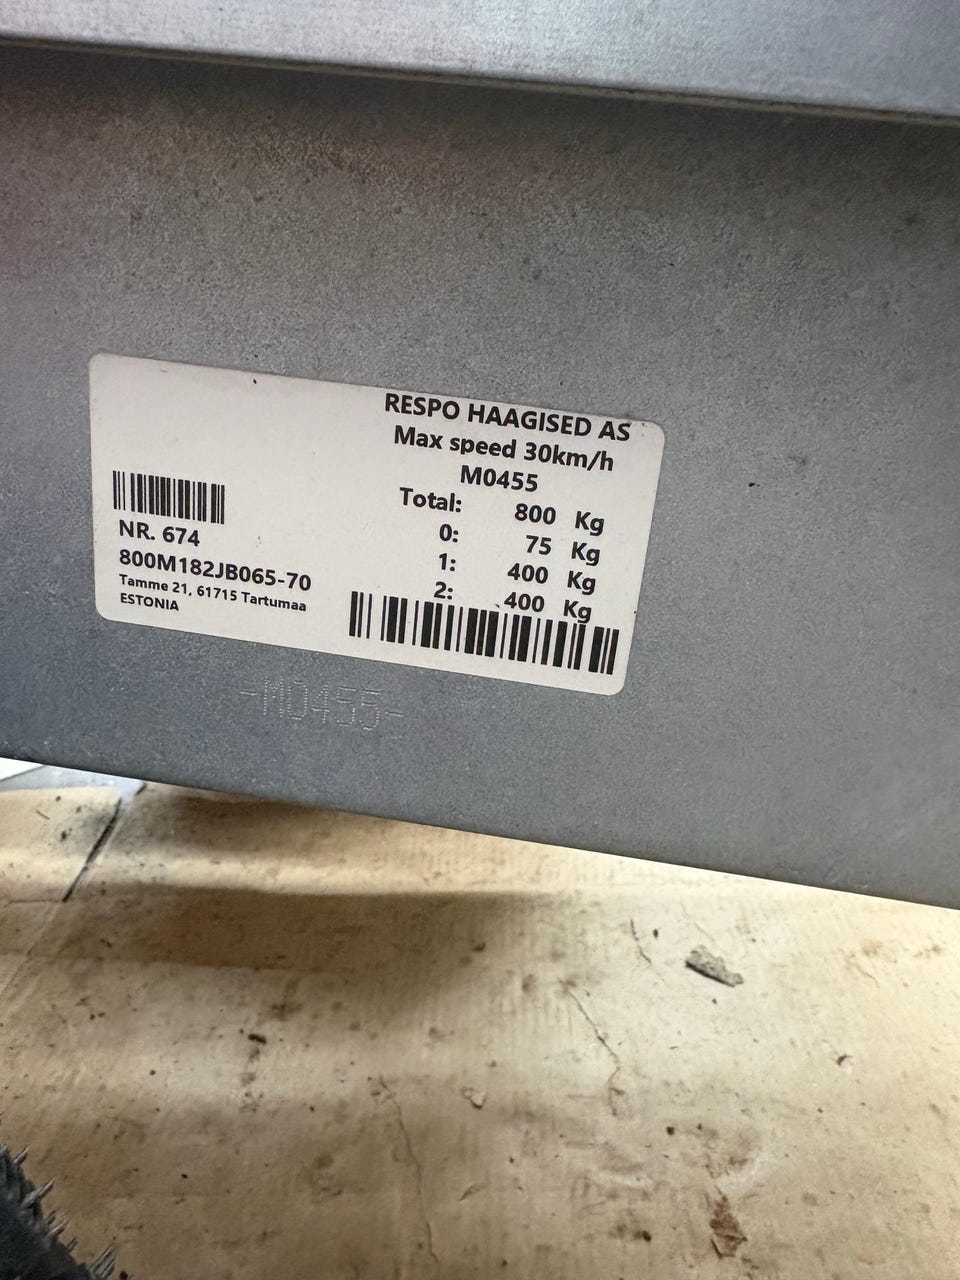 RESPO HAAGISED AS
Max speed 30km/h
M0455
Total: 800 Kg
0: 75 Kg
1: 400 Kg
2: 400 Kg
NR. 674
800M182JB065-70
Tamme 21, 61715 Tartumaa
ESTONIA
-M0455-